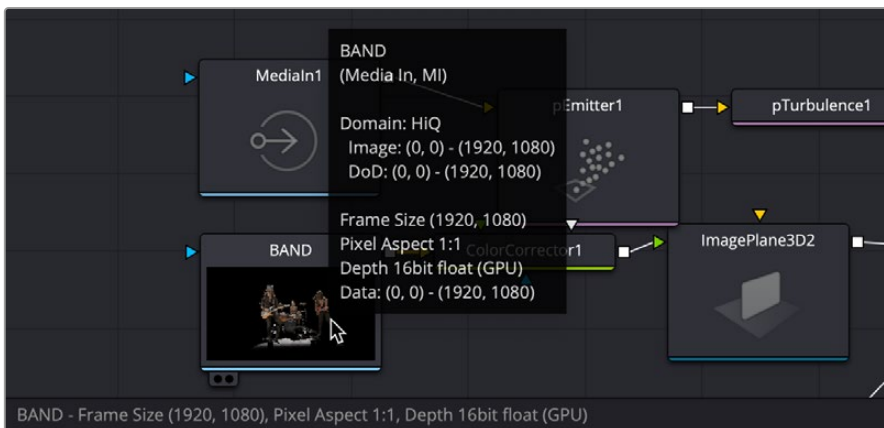 MediaIn1
BAND
(Media In, MI)
Domain: HiQ
Image: (0, 0) - (1920, 1080)
DoD: (0, 0) - (1920, 1080)
Frame Size (1920, 1080)
Pixel Aspect 1:1
Depth 16bit float (GPU)
Data: (0, 0) - (1920, 1080)
pEmitter1
pTurbulence1
BAND
ColorCorrector1
ImagePlane3D2
BAND - Frame Size (1920, 1080), Pixel Aspect 1:1, Depth 16bit float (GPU)